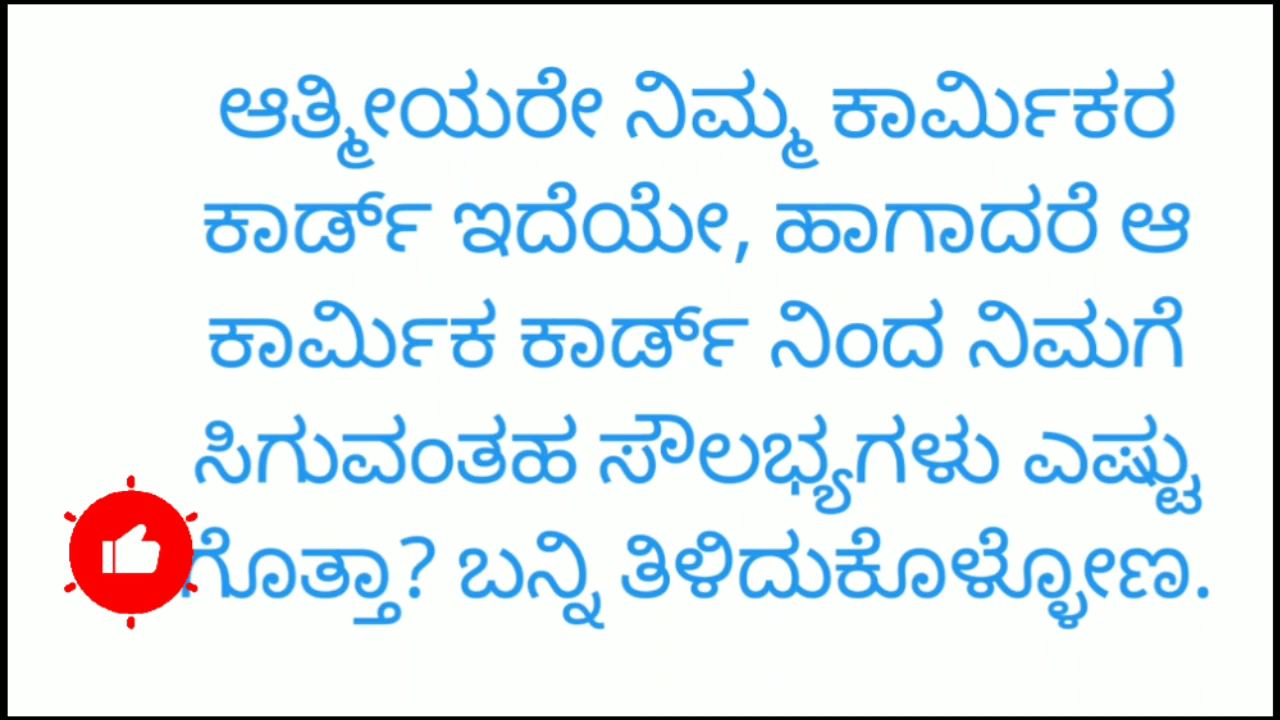 ಆತ್ಮೀಯರೇ ನಿಮ್ಮ ಕಾರ್ಮಿಕರ
ಕಾರ್ಡ್ ಇದೆಯೇ, ಹಾಗಾದರೆ ಆ
ಕಾರ್ಮಿಕ ಕಾರ್ಡ್ ನಿಂದ ನಿಮಗೆ
ಸಿಗುವಂತಹ ಸೌಲಭ್ಯಗಳು ಎಷ್ಟು
ಗೊತ್ತಾ? ಬನ್ನಿ ತಿಳಿದುಕೊಳ್ಳೋಣ.